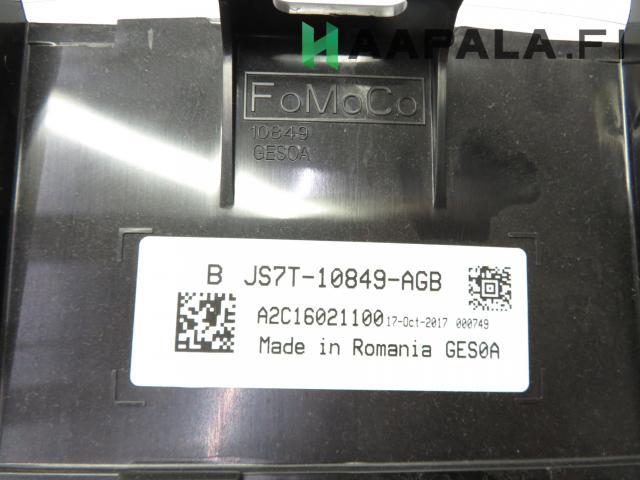 HAAPALA.FI
FoMoCo
10849
GES0A
B JS7T-10849-AGB
A2C16021100 17-Oct-2017 000749
Made in Romania GES0A